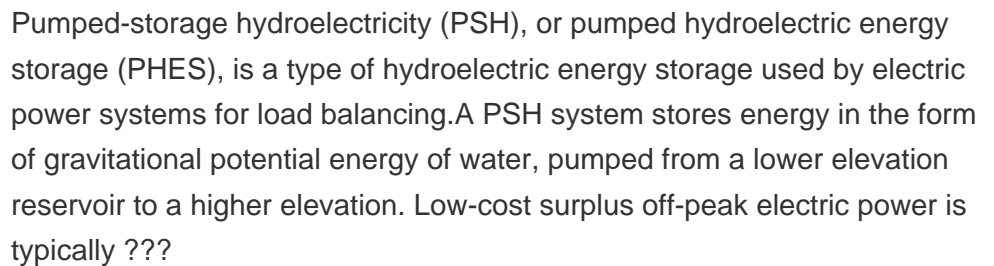 Pumped-storage hydroelectricity (PSH), or pumped hydroelectric energy
storage (PHES), is a type of hydroelectric energy storage used by electric
power systems for load balancing.A PSH system stores energy in the form
of gravitational potential energy of water, pumped from a lower elevation
reservoir to a higher elevation. Low-cost surplus off-peak electric power is
typically ???